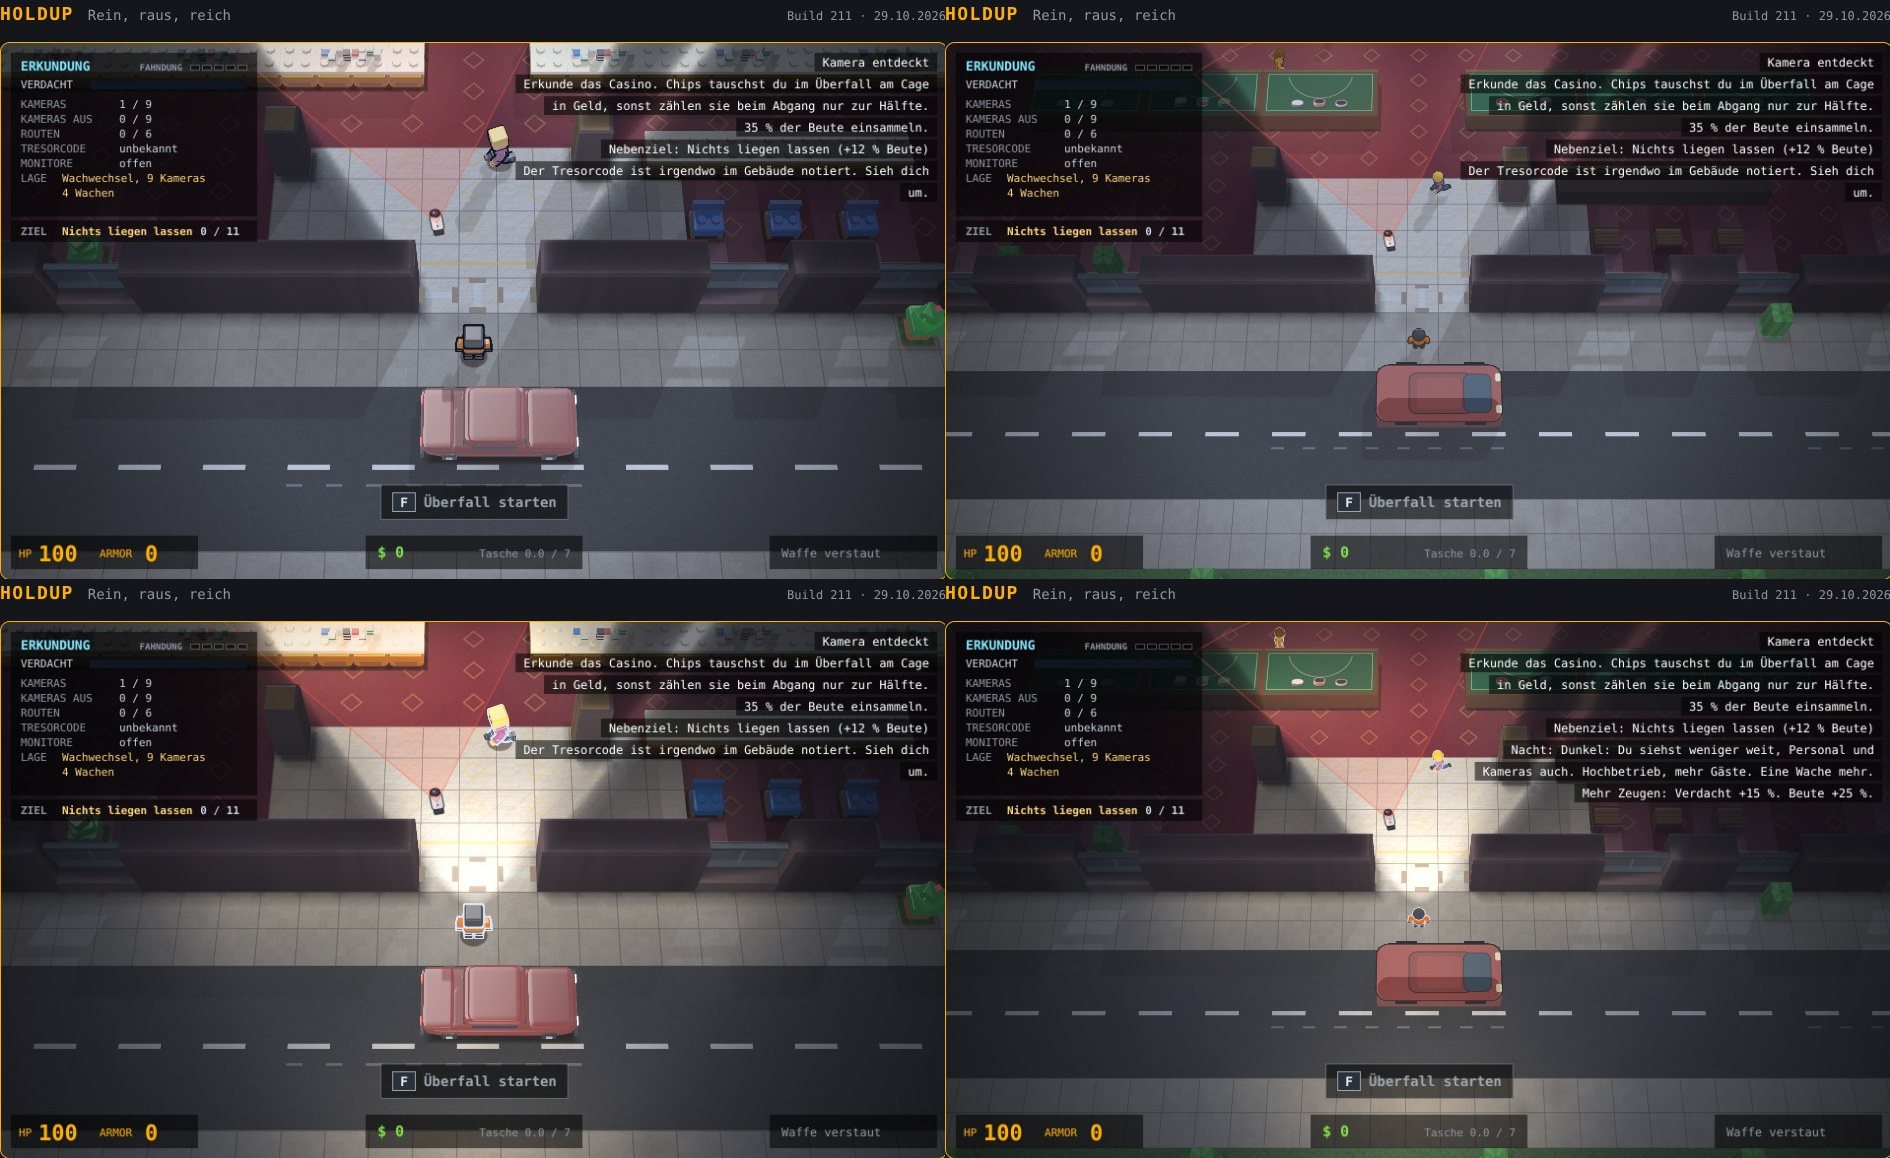 HOLDUP Rein, raus, reich
Build 211 · 29.10.2026
ERKUNDUNG FAHNDUNG
VERDACHT
KAMERAS 1 / 9
KAMERAS AUS 0 / 9
ROUTEN 0 / 6
TRESORCODE unbekannt
MONITORE offen
LAGE Wachwechsel, 9 Kameras
4 Wachen
ZIEL Nichts liegen lassen 0 / 11
Kamera entdeckt
Erkunde das Casino. Chips tauschst du im Überfall am Cage
in Geld, sonst zählen sie beim Abgang nur zur Hälfte.
35 % der Beute einsammeln.
Nebenziel: Nichts liegen lassen (+12 % Beute)
Der Tresorcode ist irgendwo im Gebäude notiert. Sieh dich
um.
F Überfall starten
HP 100 ARMOR 0
$ 0 Tasche 0.0 / 7
Waffe verstaut
HOLDUP Rein, raus, reich
Build 211 · 29.10.2026
ERKUNDUNG FAHNDUNG
VERDACHT
KAMERAS 1 / 9
KAMERAS AUS 0 / 9
ROUTEN 0 / 6
TRESORCODE unbekannt
MONITORE offen
LAGE Wachwechsel, 9 Kameras
4 Wachen
ZIEL Nichts liegen lassen 0 / 11
Kamera entdeckt
Erkunde das Casino. Chips tauschst du im Überfall am Cage
in Geld, sonst zählen sie beim Abgang nur zur Hälfte.
35 % der Beute einsammeln.
Nebenziel: Nichts liegen lassen (+12 % Beute)
Der Tresorcode ist irgendwo im Gebäude notiert. Sieh dich
um.
F Überfall starten
HP 100 ARMOR 0
$ 0 Tasche 0.0 / 7
Waffe verstaut
HOLDUP Rein, raus, reich
Build 211 · 29.10.2026
ERKUNDUNG FAHNDUNG
VERDACHT
KAMERAS 1 / 9
KAMERAS AUS 0 / 9
ROUTEN 0 / 6
TRESORCODE unbekannt
MONITORE offen
LAGE Wachwechsel, 9 Kameras
4 Wachen
ZIEL Nichts liegen lassen 0 / 11
Kamera entdeckt
Erkunde das Casino. Chips tauschst du im Überfall am Cage
in Geld, sonst zählen sie beim Abgang nur zur Hälfte.
35 % der Beute einsammeln.
Nebenziel: Nichts liegen lassen (+12 % Beute)
Der Tresorcode ist irgendwo im Gebäude notiert. Sieh dich
um.
F Überfall starten
HP 100 ARMOR 0
$ 0 Tasche 0.0 / 7
Waffe verstaut
HOLDUP Rein, raus, reich
Build 211 · 29.10.2026
ERKUNDUNG FAHNDUNG
VERDACHT
KAMERAS 1 / 9
KAMERAS AUS 0 / 9
ROUTEN 0 / 6
TRESORCODE unbekannt
MONITORE offen
LAGE Wachwechsel, 9 Kameras
4 Wachen
ZIEL Nichts liegen lassen 0 / 11
Kamera entdeckt
Erkunde das Casino. Chips tauschst du im Überfall am Cage
in Geld, sonst zählen sie beim Abgang nur zur Hälfte.
35 % der Beute einsammeln.
Nebenziel: Nichts liegen lassen (+12 % Beute)
Nacht: Dunkel: Du siehst weniger weit, Personal und
Kameras auch. Hochbetrieb, mehr Gäste. Eine Wache mehr.
Mehr Zeugen: Verdacht +15 %. Beute +25 %.
F Überfall starten
HP 100 ARMOR 0
$ 0 Tasche 0.0 / 7
Waffe verstaut